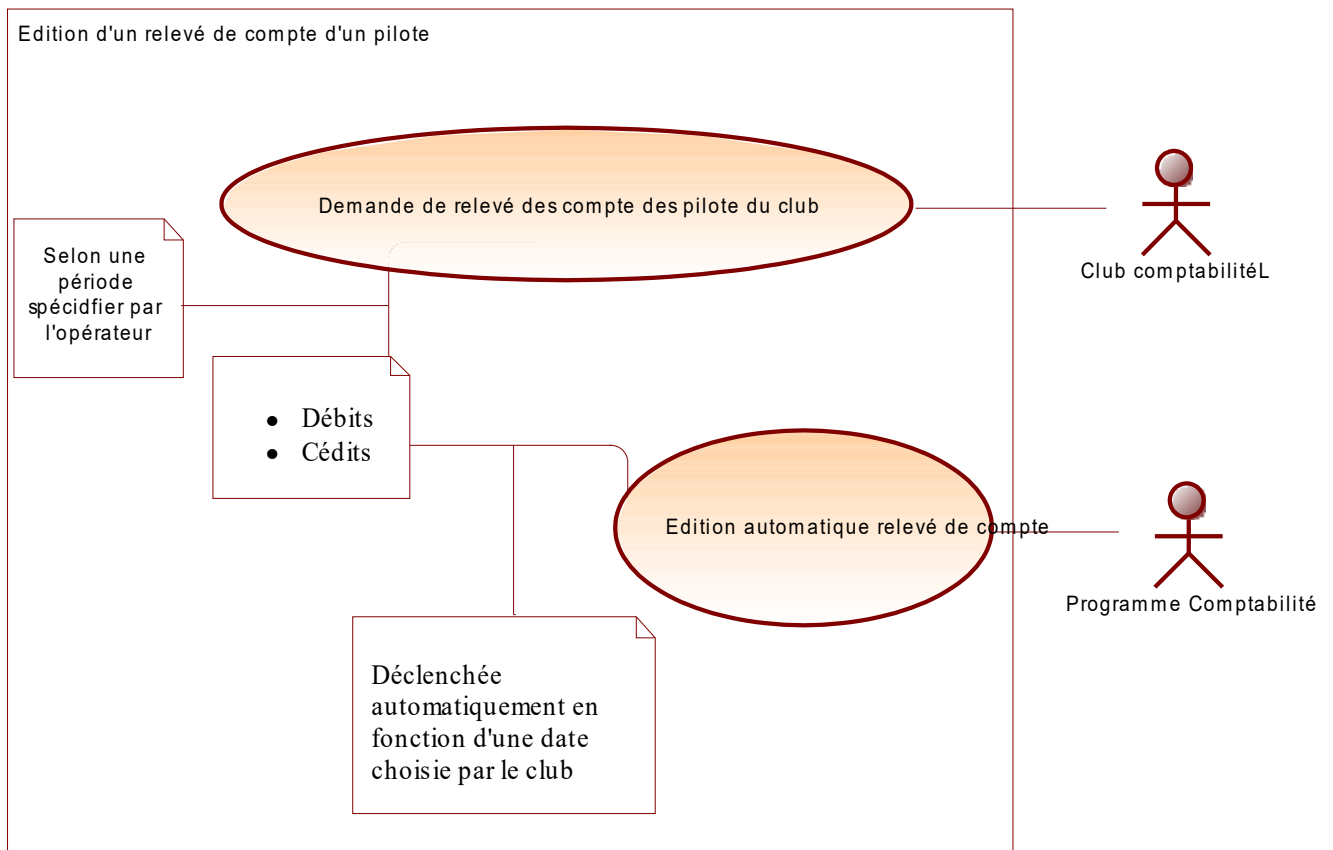 Edition d'un relevé de compte d'un pilote
Demande de relevé des compte des pilote du club
Club comptabilitéL
Selon une
période
spécidfier par
l'opérateur
• Débits
• Cédits
Edition automatique relevé de compte
Programme Comptabilité
Déclenchée
automatiquement en
fonction d'une date
choisie par le club